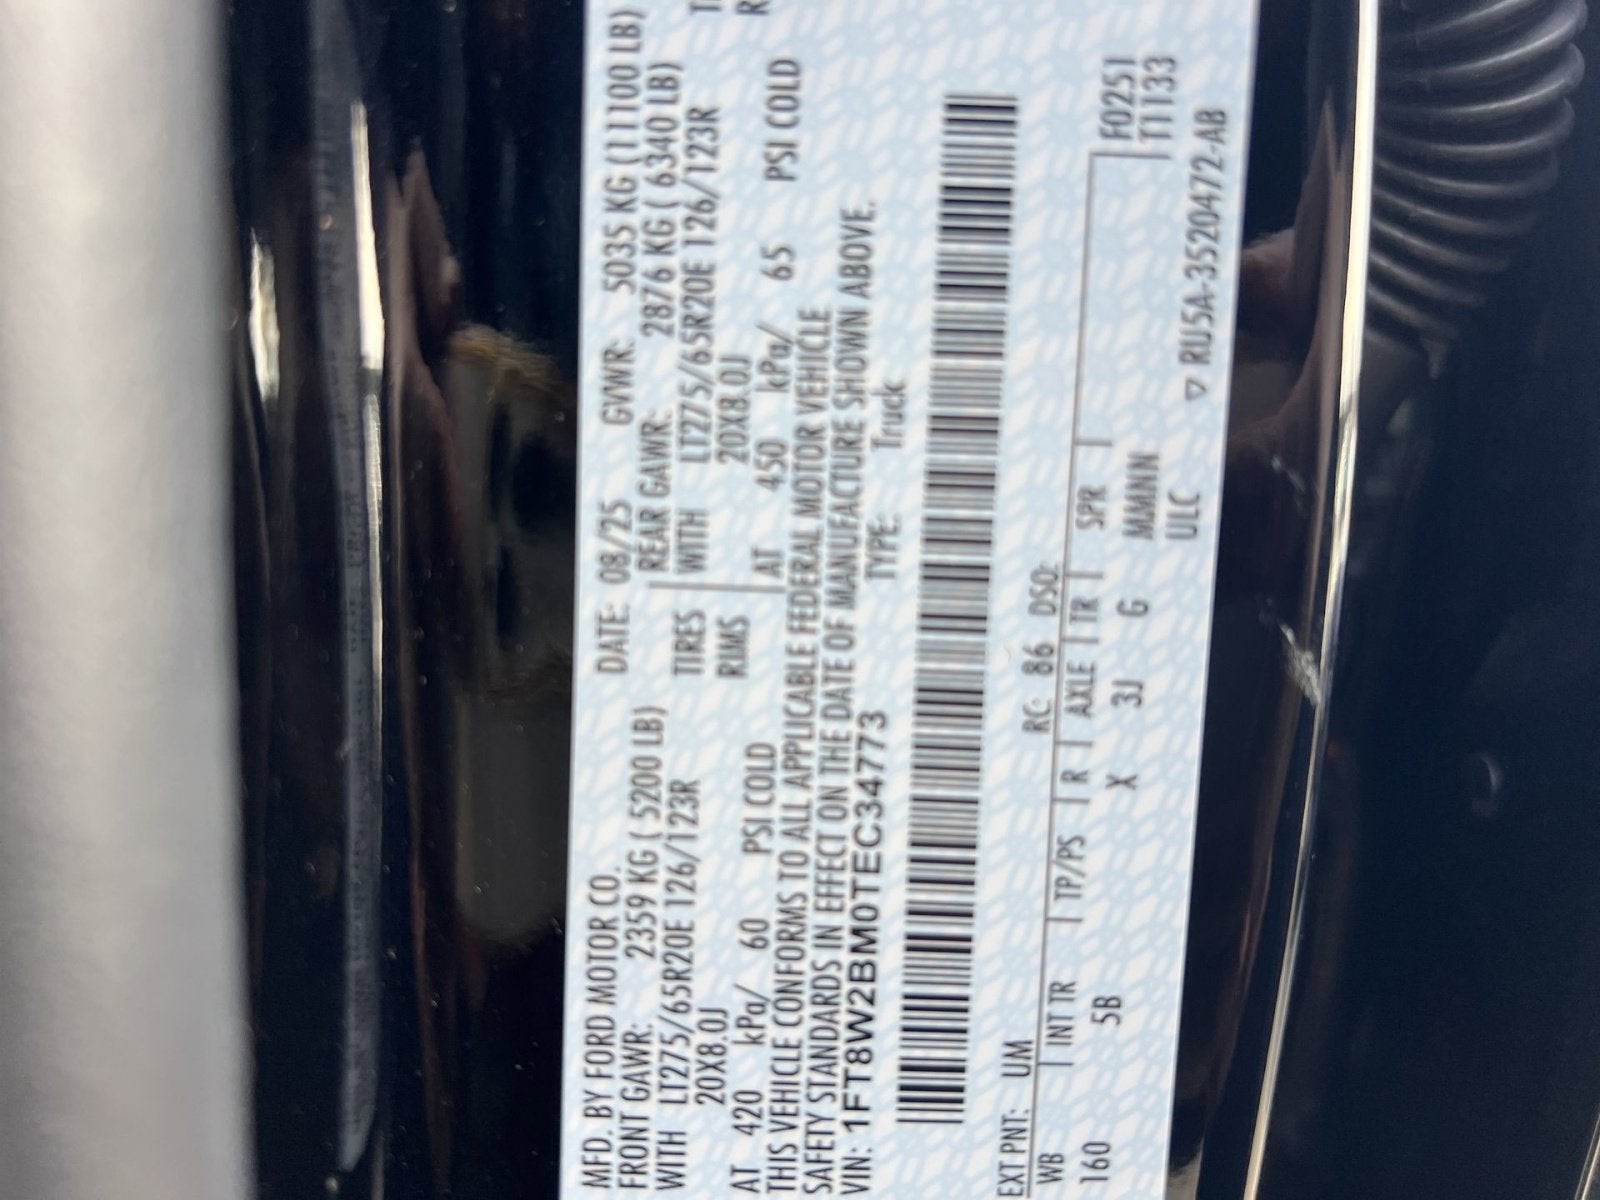 MFD. BY FORD MOTOR CO. DATE: 08/25 GVWR: 5035 KG (11100 LB)
FRONT GAWR: 2359 KG ( 5200 LB) REAR GAWR: 2876 KG ( 6340 LB)
WITH LT275/65R20E 126/123R TIRES WITH LT275/65R20E 126/123R
20X8.0J RIMS 20X8.0J
AT 420 kPa/ 60 PSI COLD AT 450 kPa/ 65 PSI COLD
THIS VEHICLE CONFORMS TO ALL APPLICABLE FEDERAL MOTOR VEHICLE
SAFETY STANDARDS IN EFFECT ON THE DATE OF MANUFACTURE SHOWN ABOVE.
VIN: 1FT8W2BM0TEC34773 TYPE: Truck
EXT PNT: UM RC: 86 DSO:
WB INT TR TP/PS R AXLE TR SPR F0251
160 5B X 3J G MMNN T1133
ULC ▽ RU5A-3520472-AB